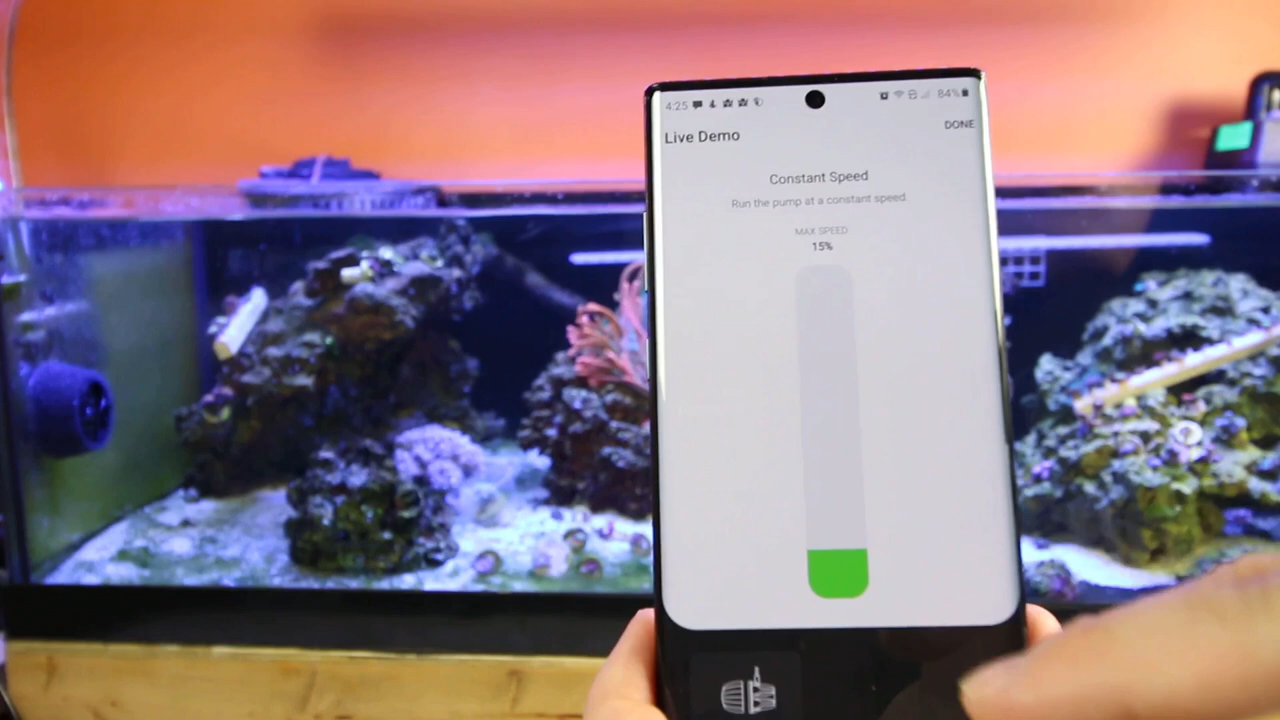 4:25
84%
Live Demo
DONE
Constant Speed
Run the pump at a constant speed.
MAX SPEED
15%